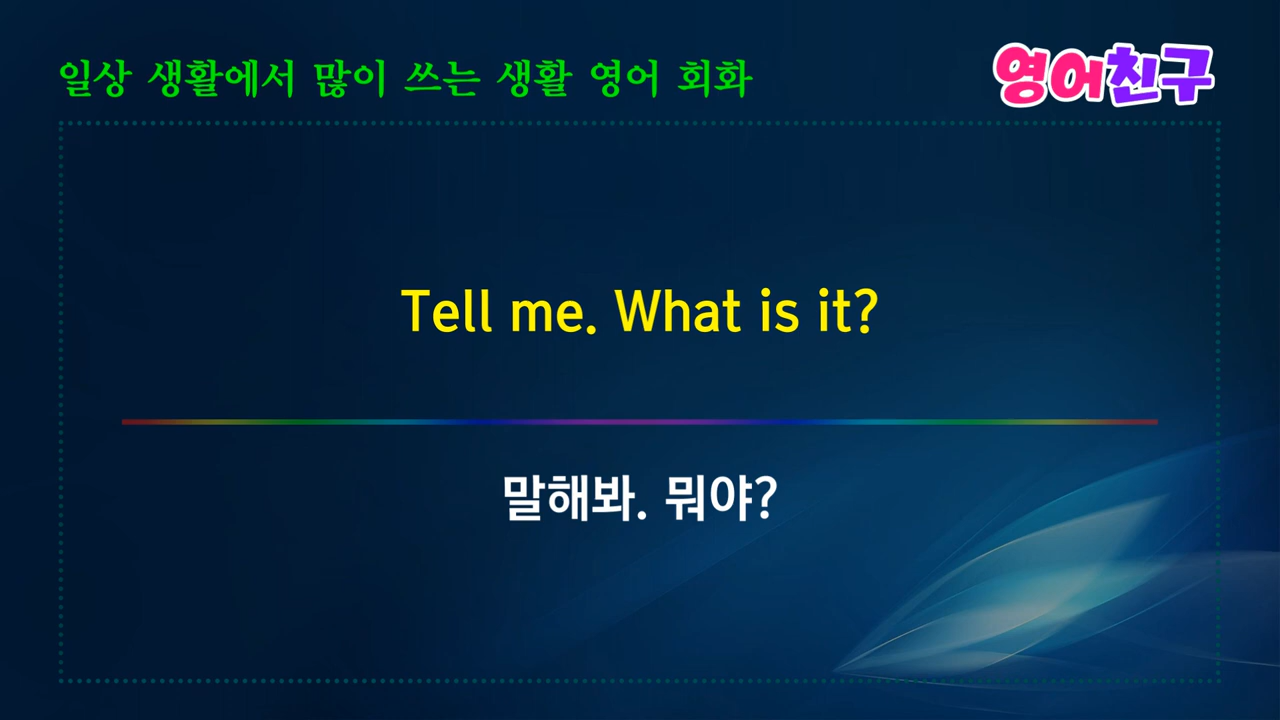 일상 생활에서 많이 쓰는 생활 영어 회화
영어친구
Tell me. What is it?
말해봐. 뭐야?